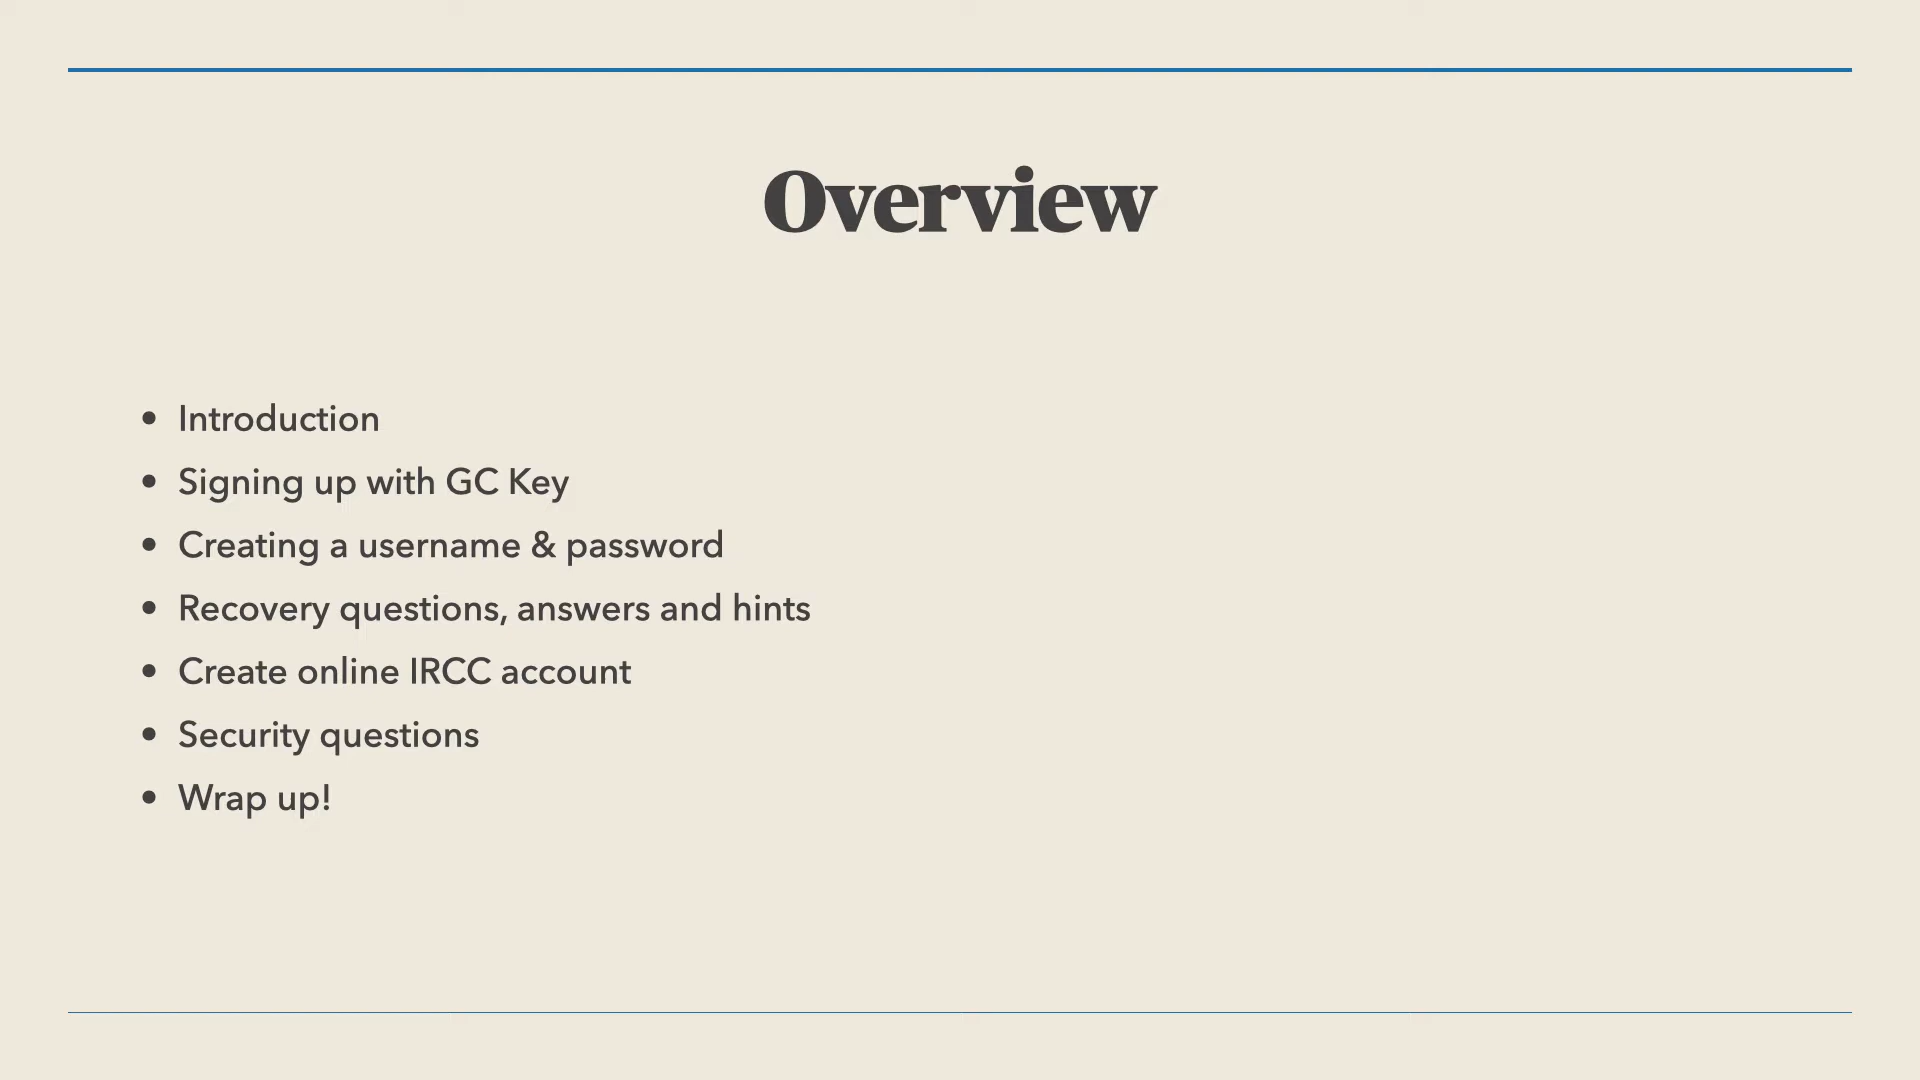 Overview
• Introduction
• Signing up with GC Key
• Creating a username & password
• Recovery questions, answers and hints
• Create online IRCC account
• Security questions
• Wrap up!